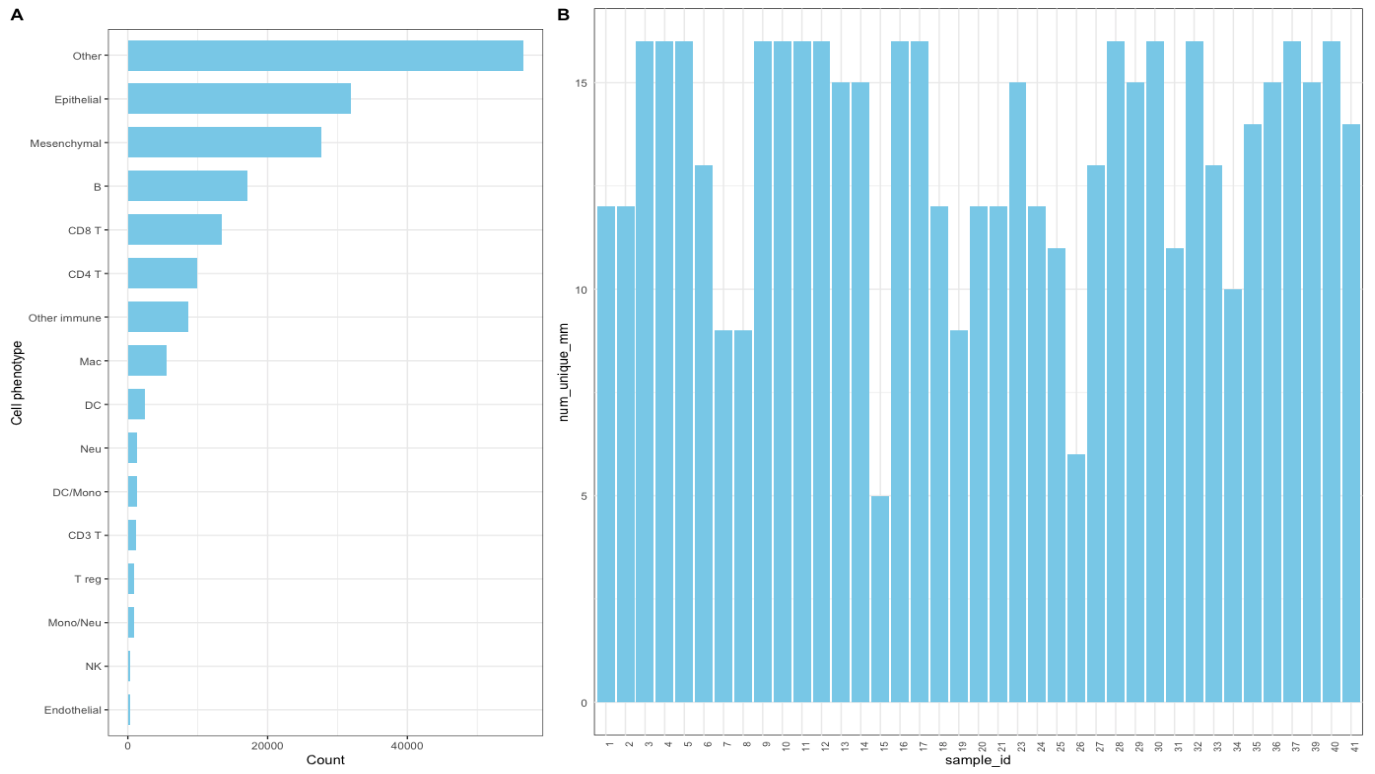 A
Other
Epithelial
Mesenchymal
B
CD8 T
CD4 T
Other immune
Mac
DC
Neu
DC/Mono
CD3 T
T reg
Mono/Neu
NK
Endothelial
Cell phenotype
0 20000 40000
Count
B
15
10
5
0
num_unique_mm
1 2 3 4 5 6 7 8 9 10 11 12 13 14 15 16 17 18 19 20 21 23 24 25 26 27 28 29 30 31 32 33 34 35 36 37 39 40 41
sample_id